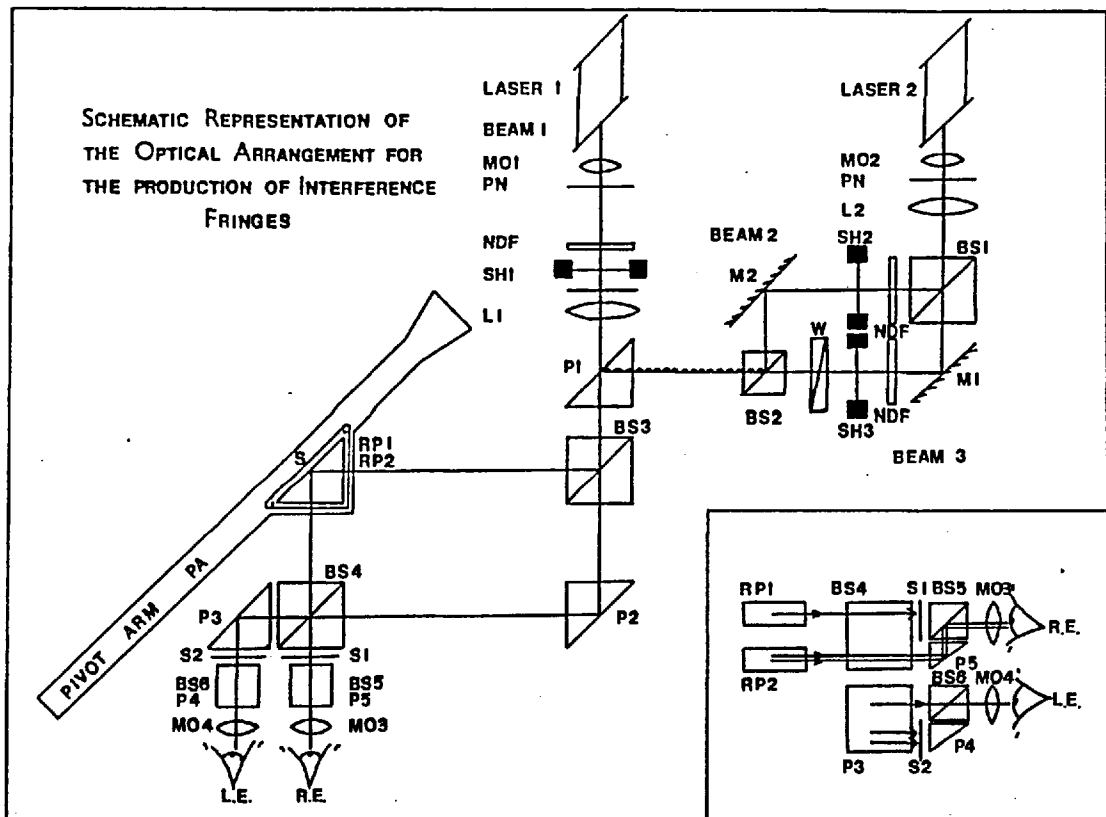 SCHEMATIC REPRESENTATION OF
THE OPTICAL ARRANGEMENT FOR
THE PRODUCTION OF INTERFERENCE
FRINGES
LASER 1
BEAM 1
MO1
PN
NDF
SH1
L1
P1
BS3
LASER 2
MO2
PN
L2
BEAM 2
SH2
BS1
M2
NDF
W
M1
BS2
SH3
NDF
BEAM 3
S
RP1
RP2
PIVOT ARM PA
BS4
P3
P2
S2
S1
BS6
P4
BS5
P5
MO4
MO3
L.E.
R.E.
RP1
BS4
S1
BS5
MO3
R.E.
RP2
P5
BS6
MO4
L.E.
P3
S2
P4